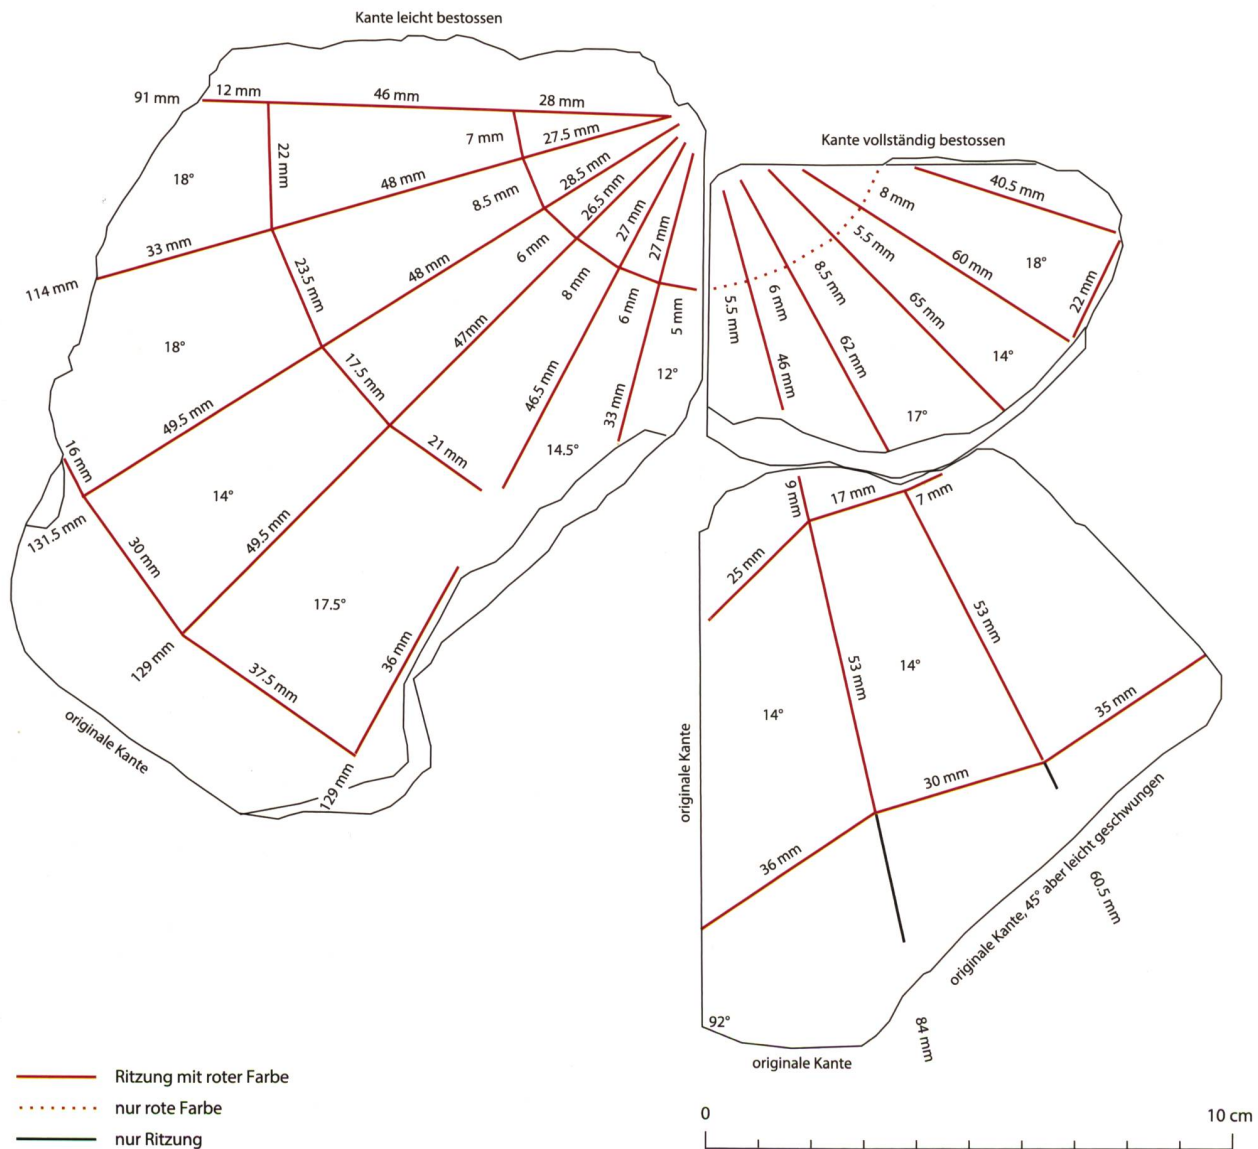 Kante leicht bestossen
91 mm
12 mm
46 mm
28 mm
7 mm
27.5 mm
22 mm
18°
48 mm
8.5 mm
28.5 mm
26.5 mm
27 mm
27 mm
33 mm
114 mm
23.5 mm
48 mm
6 mm
8 mm
6 mm
5 mm
18°
17.5 mm
47mm
46.5 mm
33 mm
12°
49.5 mm
21 mm
14.5°
16 mm
131.5 mm
14°
30 mm
49.5 mm
17.5°
129 mm
37.5 mm
36 mm
129 mm
originale Kante
Kante vollständig bestossen
40.5 mm
8 mm
5.5 mm
60 mm
18°
22 mm
5.5 mm
6 mm
8.5 mm
65 mm
46 mm
62 mm
14°
17°
9 mm
17 mm
7 mm
25 mm
53 mm
53 mm
14°
14°
35 mm
30 mm
36 mm
originale Kante
originale Kante, 45° aber leicht geschwungen
60.5 mm
84 mm
92°
originale Kante
Ritzung mit roter Farbe
nur rote Farbe
nur Ritzung
0
10 cm